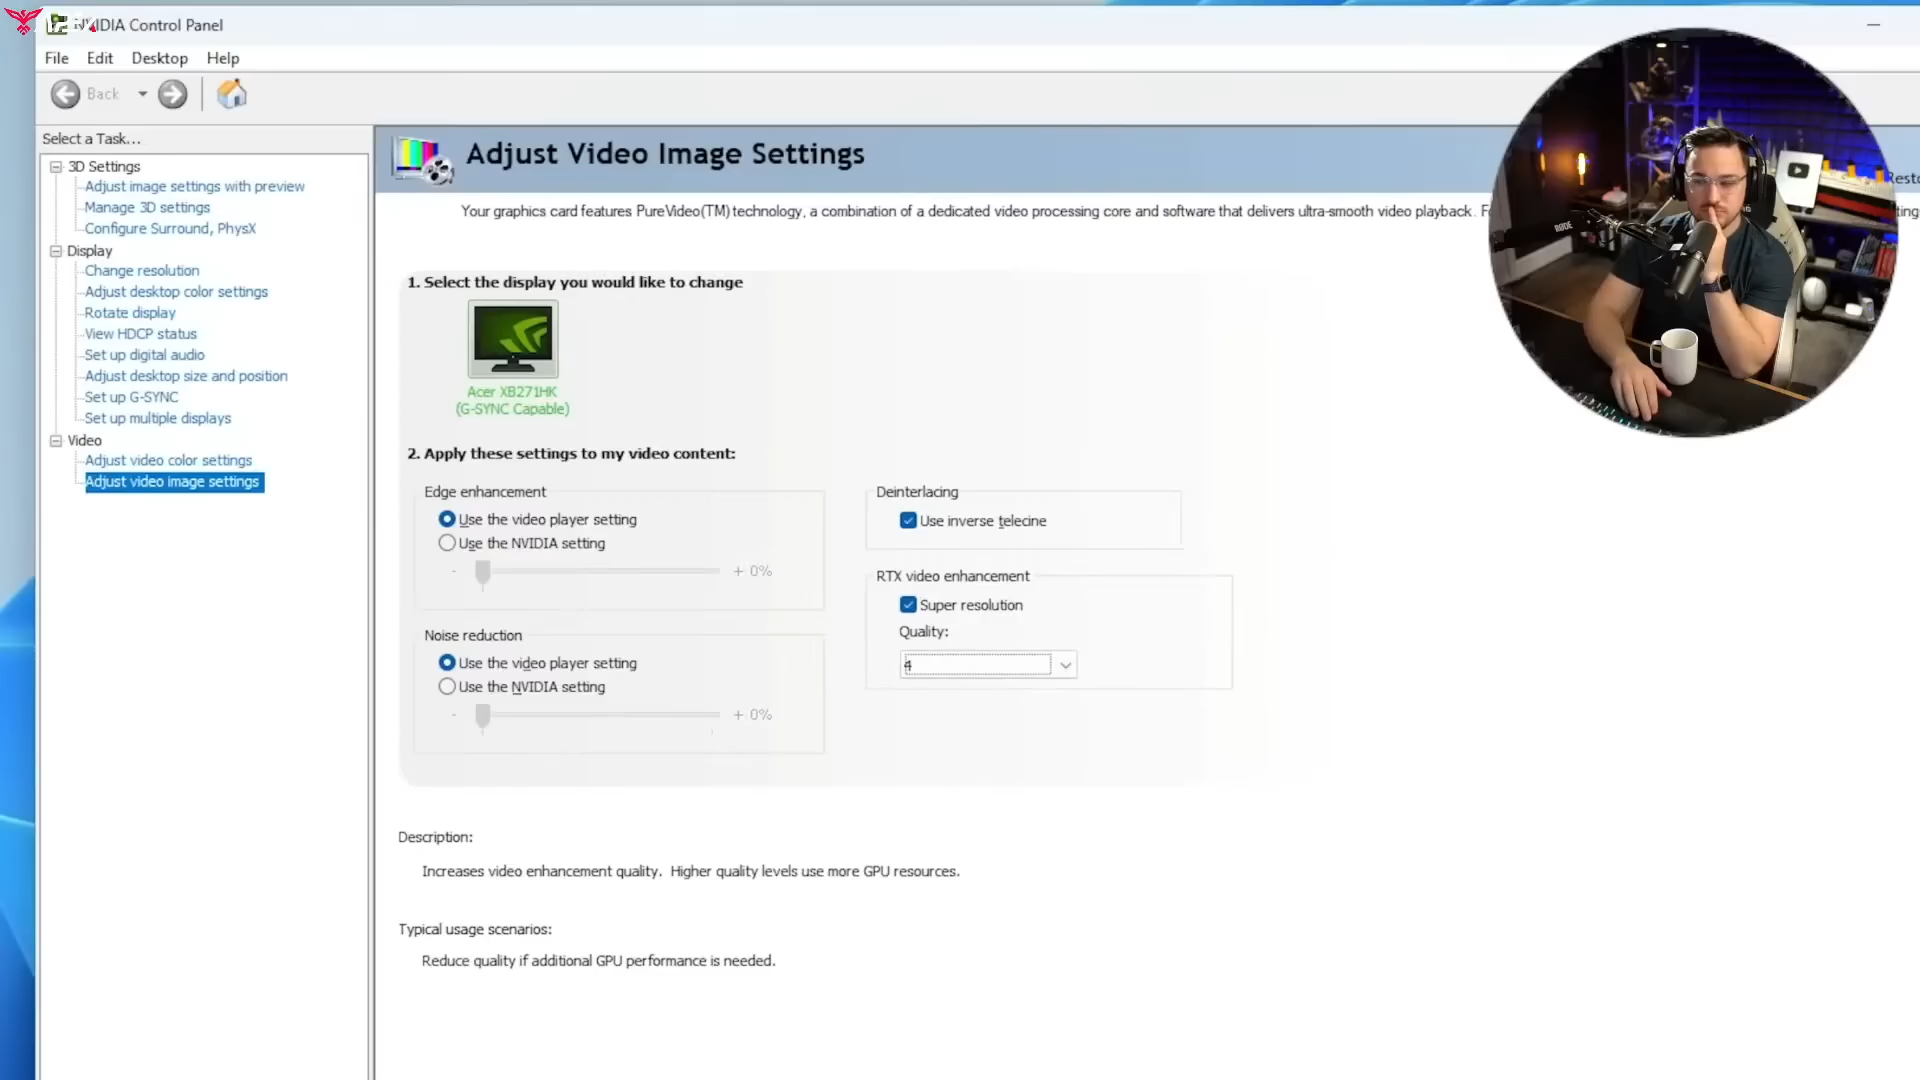 NVIDIA Control Panel
File Edit Desktop Help
Back
Select a Task...
3D Settings
Adjust image settings with preview
Manage 3D settings
Configure Surround, PhysX
Display
Change resolution
Adjust desktop color settings
Rotate display
View HDCP status
Set up digital audio
Adjust desktop size and position
Set up G-SYNC
Set up multiple displays
Video
Adjust video color settings
Adjust video image settings
Adjust Video Image Settings
Your graphics card features PureVideo(TM) technology, a combination of a dedicated video processing core and software that delivers ultra-smooth video playback.
1. Select the display you would like to change
Acer XB271HK
(G-SYNC Capable)
2. Apply these settings to my video content:
Edge enhancement
Use the video player setting
Use the NVIDIA setting
- + 0%
Noise reduction
Use the video player setting
Use the NVIDIA setting
- + 0%
Deinterlacing
Use inverse telecine
RTX video enhancement
Super resolution
Quality:
4
Description:
Increases video enhancement quality. Higher quality levels use more GPU resources.
Typical usage scenarios:
Reduce quality if additional GPU performance is needed.
RODE